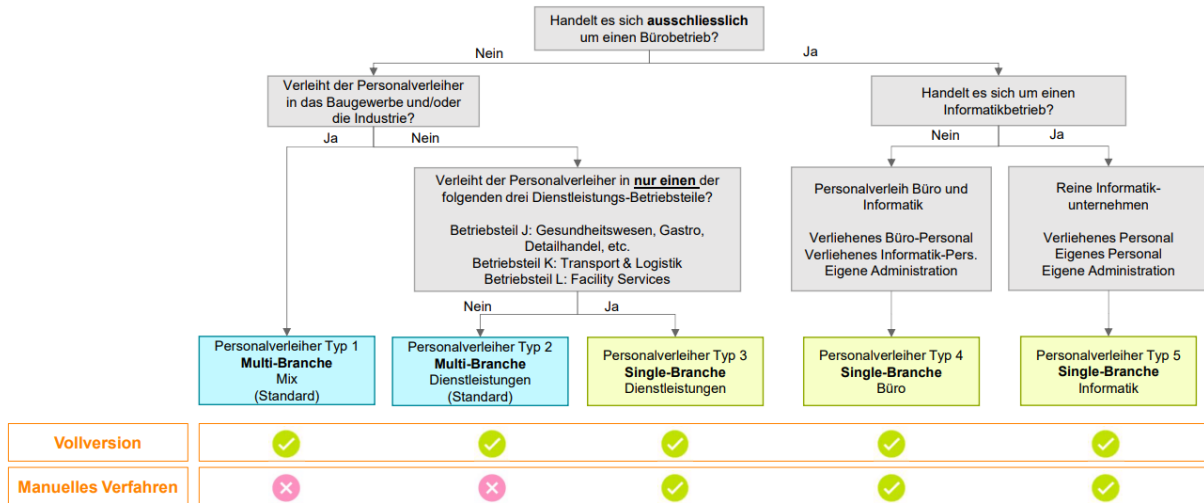 Handelt es sich ausschliesslich
um einen Bürobetrieb?
Nein
Ja
Verleiht der Personalverleiher
in das Baugewerbe und/oder
die Industrie?
Handelt es sich um einen
Informatikbetrieb?
Ja
Nein
Nein
Ja
Verleiht der Personalverleiher in nur einen der
folgenden drei Dienstleistungs-Betriebsteile?
Betriebsteil J: Gesundheitswesen, Gastro,
Detailhandel, etc.
Betriebsteil K: Transport & Logistik
Betriebsteil L: Facility Services
Personalverleih Büro und
Informatik
Verliehenes Büro-Personal
Verliehenes Informatik-Pers.
Eigene Administration
Reine Informatik-
unternehmen
Verliehenes Personal
Eigenes Personal
Eigene Administration
Nein
Ja
Personalverleiher Typ 1
Multi-Branche
Mix
(Standard)
Personalverleiher Typ 2
Multi-Branche
Dienstleistungen
(Standard)
Personalverleiher Typ 3
Single-Branche
Dienstleistungen
Personalverleiher Typ 4
Single-Branche
Büro
Personalverleiher Typ 5
Single-Branche
Informatik
Vollversion
Manuelles Verfahren